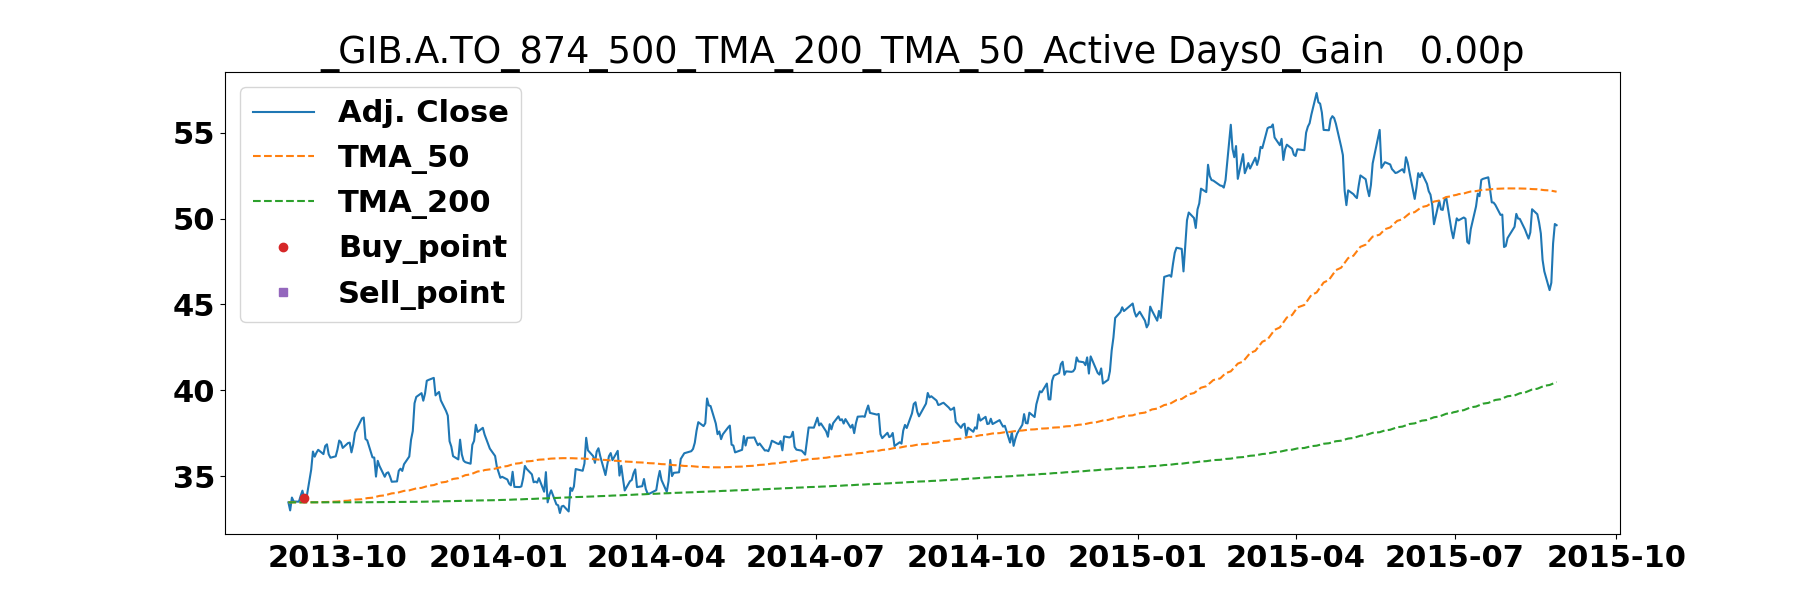 _GIB.A.TO_874_500_TMA_200_TMA_50_Active Days0_Gain   0.00p
Adj. Close
TMA_50
TMA_200
Buy_point
Sell_point
55
50
45
40
35
2013-10 2014-01 2014-04 2014-07 2014-10 2015-01 2015-04 2015-07 2015-10